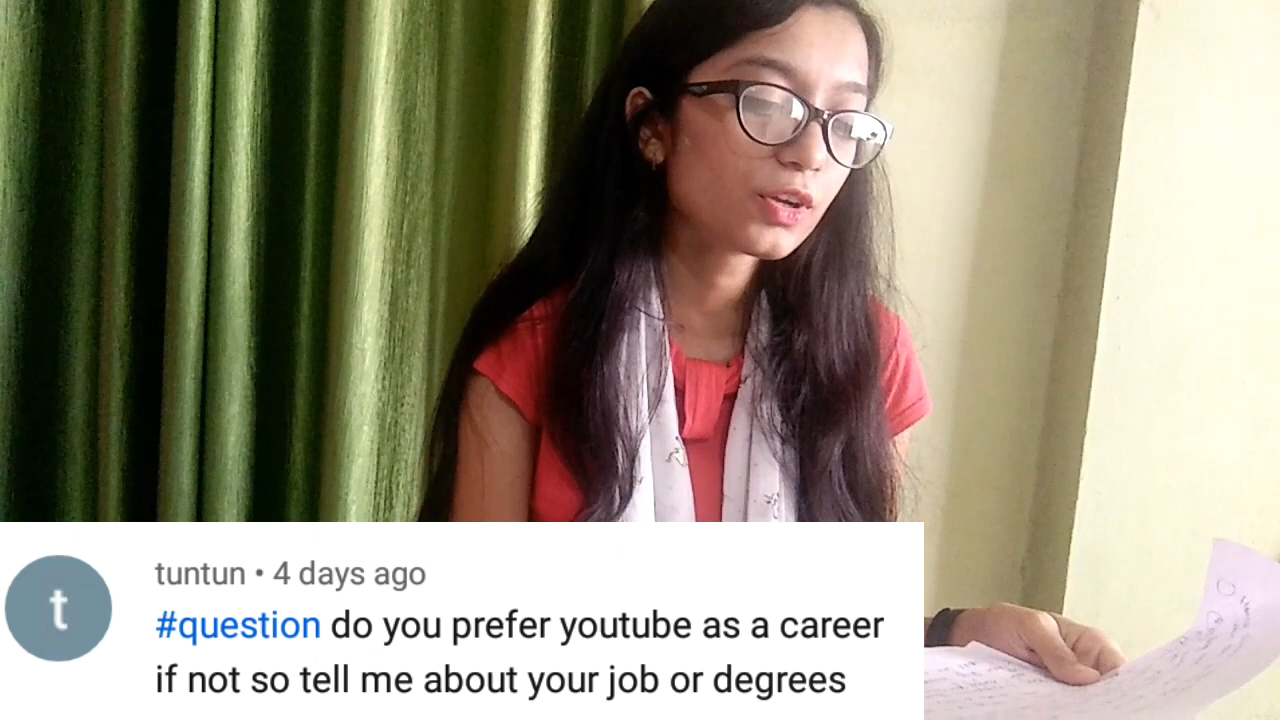 tuntun • 4 days ago
t
#question do you prefer youtube as a career
if not so tell me about your job or degrees